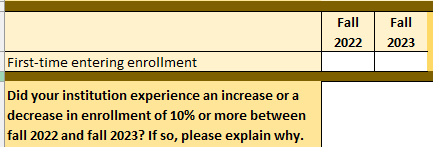 Fall Fall
2022 2023
First-time entering enrollment
Did your institution experience an increase or a
decrease in enrollment of 10% or more between
fall 2022 and fall 2023? If so, please explain why.